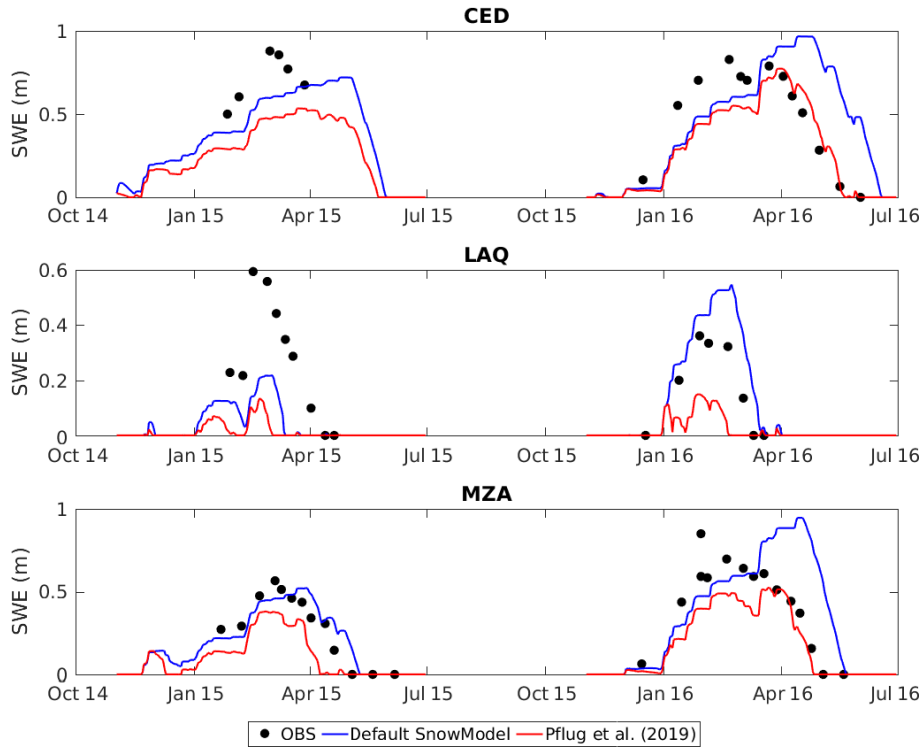 CED
SWE (m)
1
0.5
0
Oct 14 Jan 15 Apr 15 Jul 15 Oct 15 Jan 16 Apr 16 Jul 16
LAQ
SWE (m)
0.6
0.4
0.2
0
Oct 14 Jan 15 Apr 15 Jul 15 Oct 15 Jan 16 Apr 16 Jul 16
MZA
SWE (m)
1
0.5
0
Oct 14 Jan 15 Apr 15 Jul 15 Oct 15 Jan 16 Apr 16 Jul 16
OBS Default SnowModel Pflug et al. (2019)